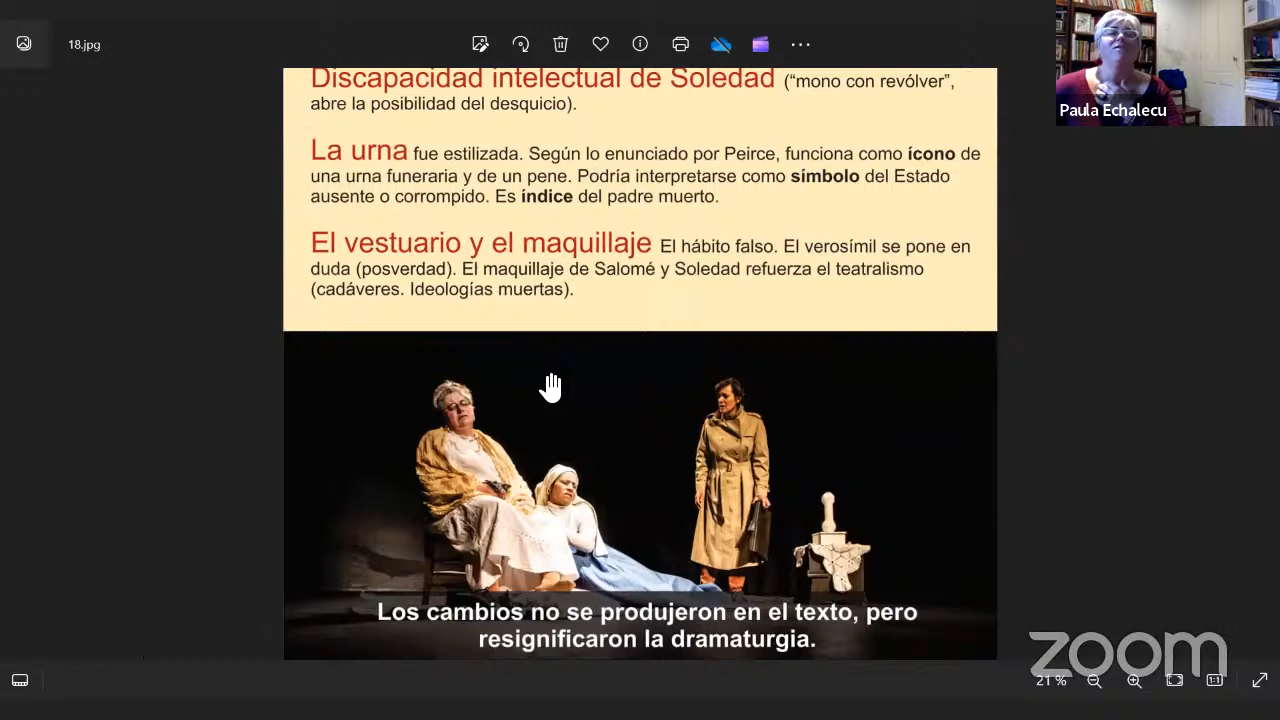 18.jpg
Paula Echalecu
Discapacidad intelectual de Soledad (“mono con revólver”,
abre la posibilidad del desquicio).
La urna fue estilizada. Según lo enunciado por Peirce, funciona como ícono de
una urna funeraria y de un pene. Podría interpretarse como símbolo del Estado
ausente o corrompido. Es índice del padre muerto.
El vestuario y el maquillaje El hábito falso. El verosímil se pone en
duda (posverdad). El maquillaje de Salomé y Soledad refuerza el teatralismo
(cadáveres. Ideologías muertas).
Los cambios no se produjeron en el texto, pero
resignificaron la dramaturgia.
zoom
21 %
1:1